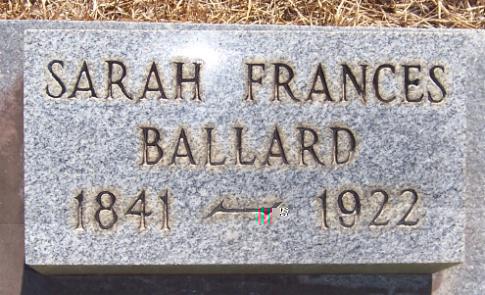 SARAH FRANCES
BALLARD
1841 — 1922